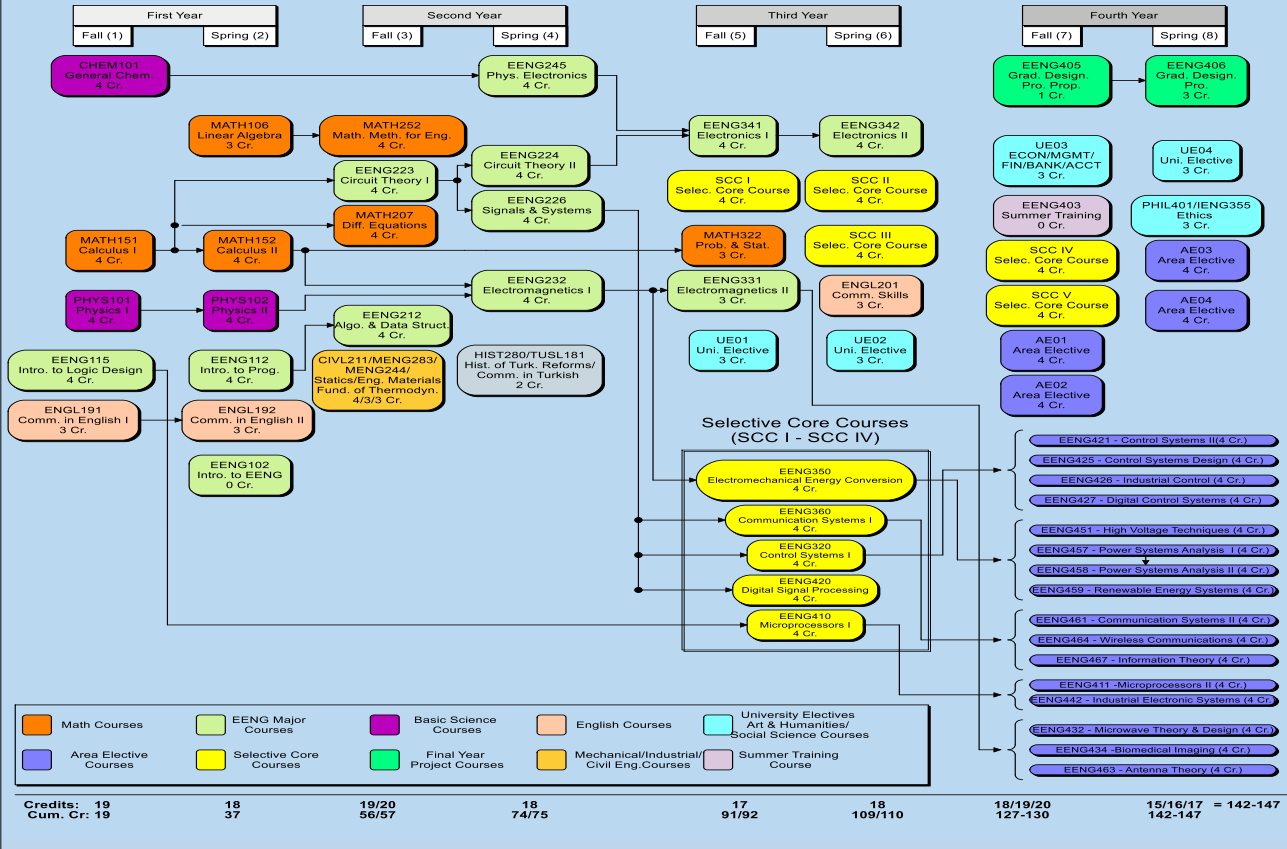 First Year
Second Year
Third Year
Fourth Year
Fall (1)
Spring (2)
Fall (3)
Spring (4)
Fall (5)
Spring (6)
Fall (7)
Spring (8)
CHEM101
General Chem.
4 Cr.
EENG245
Phys. Electronics
4 Cr.
EENG405
Grad. Design.
Pro. Prop.
1 Cr.
EENG406
Grad. Design.
Pro.
3 Cr.
MATH106
Linear Algebra
3 Cr.
MATH252
Math. Meth. for Eng.
4 Cr.
EENG341
Electronics I
4 Cr.
EENG342
Electronics II
4 Cr.
UE03
ECON/MGMT/
FIN/BANK/ACCT
3 Cr.
UE04
Uni. Elective
3 Cr.
EENG223
Circuit Theory I
4 Cr.
EENG224
Circuit Theory II
4 Cr.
SCC I
Selec. Core Course
4 Cr.
SCC II
Selec. Core Course
4 Cr.
MATH207
Diff. Equations
4 Cr.
EENG226
Signals & Systems
4 Cr.
EENG403
Summer Training
0 Cr.
PHIL401/IENG355
Ethics
3 Cr.
MATH151
Calculus I
4 Cr.
MATH152
Calculus II
4 Cr.
MATH322
Prob. & Stat.
3 Cr.
SCC III
Selec. Core Course
4 Cr.
SCC IV
Selec. Core Course
4 Cr.
AE03
Area Elective
4 Cr.
PHYS101
Physics I
4 Cr.
PHYS102
Physics II
4 Cr.
EENG232
Electromagnetics I
4 Cr.
EENG331
Electromagnetics II
3 Cr.
ENGL201
Comm. Skills
3 Cr.
SCC V
Selec. Core Course
4 Cr.
AE04
Area Elective
4 Cr.
EENG212
Algo. & Data Struct.
4 Cr.
UE01
Uni. Elective
3 Cr.
UE02
Uni. Elective
3 Cr.
AE01
Area Elective
4 Cr.
EENG115
Intro. to Logic Design
4 Cr.
EENG112
Intro. to Prog.
4 Cr.
CIVL211/MENG283/
MENG244/
Statics/Eng. Materials
Fund. of Thermodyn.
4/3/3 Cr.
HIST280/TUSL181
Hist. of Turk. Reforms/
Comm. in Turkish
2 Cr.
AE02
Area Elective
4 Cr.
ENGL191
Comm. in English I
3 Cr.
ENGL192
Comm. in English II
3 Cr.
EENG102
Intro. to EENG
0 Cr.
Selective Core Courses
(SCC I - SCC IV)
EENG350
Electromechanical Energy Conversion
4 Cr.
EENG360
Communication Systems I
4 Cr.
EENG320
Control Systems I
4 Cr.
EENG420
Digital Signal Processing
4 Cr.
EENG410
Microprocessors I
4 Cr.
EENG421 - Control Systems II(4 Cr.)
EENG425 - Control Systems Design (4 Cr.)
EENG426 - Industrial Control (4 Cr.)
EENG427 - Digital Control Systems (4 Cr.)
EENG451 - High Voltage Techniques (4 Cr.)
EENG457 - Power Systems Analysis I (4 Cr.)
EENG458 - Power Systems Analysis II (4 Cr.)
EENG459 - Renewable Energy Systems (4 Cr.)
EENG461 - Communication Systems II (4 Cr.)
EENG464 - Wireless Communications (4 Cr.)
EENG467 - Information Theory (4 Cr.)
EENG411 -Microprocessors II (4 Cr.)
EENG442 - Industrial Electronic Systems (4 Cr.)
EENG432 - Microwave Theory & Design (4 Cr.)
EENG434 -Biomedical Imaging (4 Cr.)
EENG463 - Antenna Theory (4 Cr.)
Math Courses
EENG Major
Courses
Basic Science
Courses
English Courses
University Electives
Art & Humanities/
Social Science Courses
Area Elective
Courses
Selective Core
Courses
Final Year
Project Courses
Mechanical/Industrial/
Civil Eng.Courses
Summer Training
Course
Credits: 19 18 19/20 18 17 18 18/19/20 15/16/17 = 142-147
Cum. Cr: 19 37 56/57 74/75 91/92 109/110 127-130 142-147